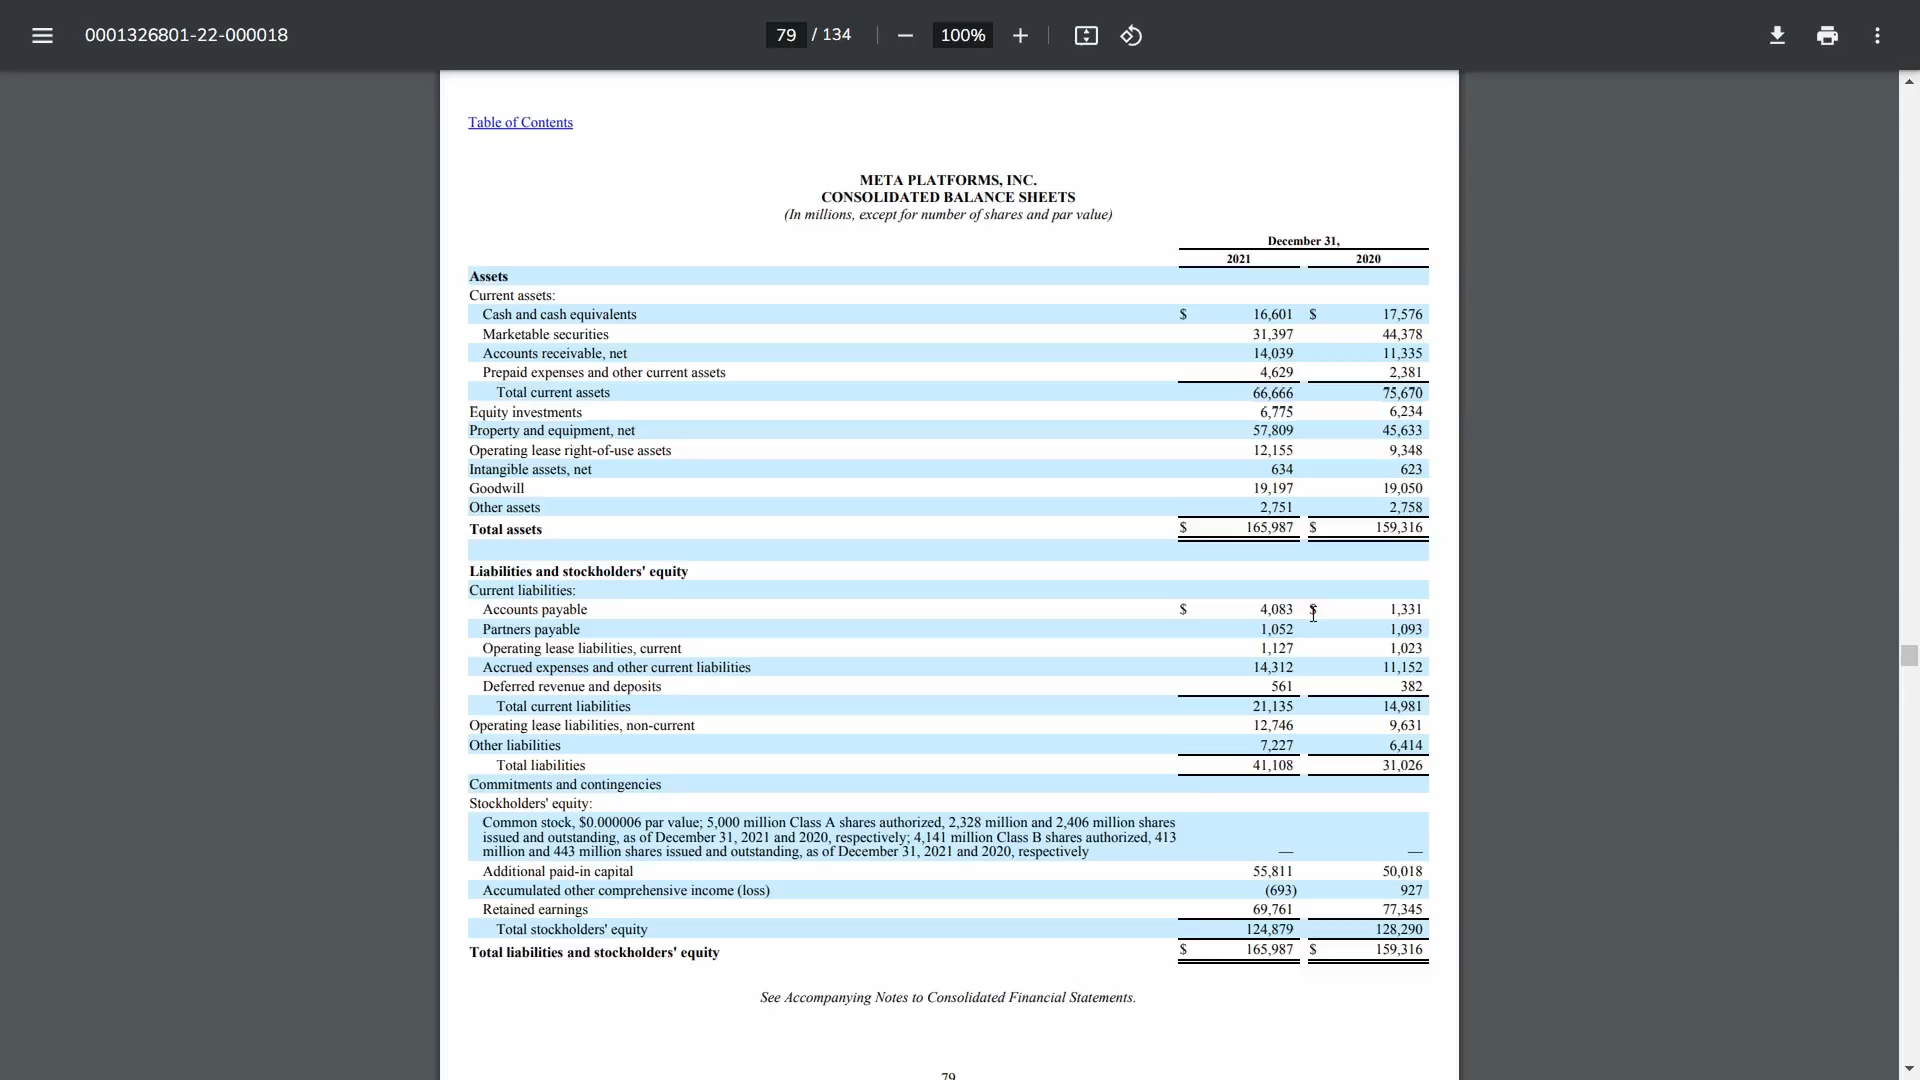 0001326801-22-000018
79 / 134
100%
Table of Contents
META PLATFORMS, INC.
CONSOLIDATED BALANCE SHEETS
(In millions, except for number of shares and par value)
December 31,
2021 2020
Assets
Current assets:
Cash and cash equivalents $ 16,601 $ 17,576
Marketable securities 31,397 44,378
Accounts receivable, net 14,039 11,335
Prepaid expenses and other current assets 4,629 2,381
Total current assets 66,666 75,670
Equity investments 6,775 6,234
Property and equipment, net 57,809 45,633
Operating lease right-of-use assets 12,155 9,348
Intangible assets, net 634 623
Goodwill 19,197 19,050
Other assets 2,751 2,758
Total assets $ 165,987 $ 159,316
Liabilities and stockholders' equity
Current liabilities:
Accounts payable $ 4,083 $ 1,331
Partners payable 1,052 1,093
Operating lease liabilities, current 1,127 1,023
Accrued expenses and other current liabilities 14,312 11,152
Deferred revenue and deposits 561 382
Total current liabilities 21,135 14,981
Operating lease liabilities, non-current 12,746 9,631
Other liabilities 7,227 6,414
Total liabilities 41,108 31,026
Commitments and contingencies
Stockholders' equity:
Common stock, $0.000006 par value; 5,000 million Class A shares authorized, 2,328 million and 2,406 million shares
issued and outstanding, as of December 31, 2021 and 2020, respectively; 4,141 million Class B shares authorized, 413
million and 443 million shares issued and outstanding, as of December 31, 2021 and 2020, respectively — —
Additional paid-in capital 55,811 50,018
Accumulated other comprehensive income (loss) (693) 927
Retained earnings 69,761 77,345
Total stockholders' equity 124,879 128,290
Total liabilities and stockholders' equity $ 165,987 $ 159,316
See Accompanying Notes to Consolidated Financial Statements.
79